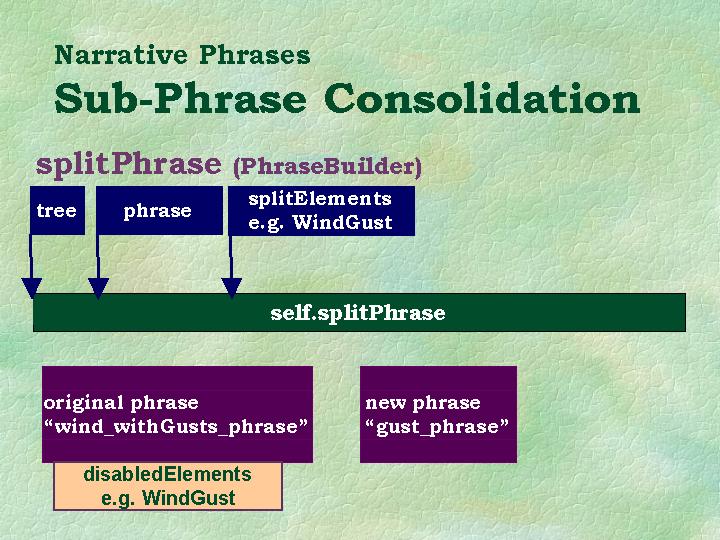 Narrative Phrases
Sub-Phrase Consolidation
splitPhrase (PhraseBuilder)
tree
phrase
splitElements
e.g. WindGust
self.splitPhrase
original phrase
“wind_withGusts_phrase”
new phrase
“gust_phrase”
disabledElements
e.g. WindGust